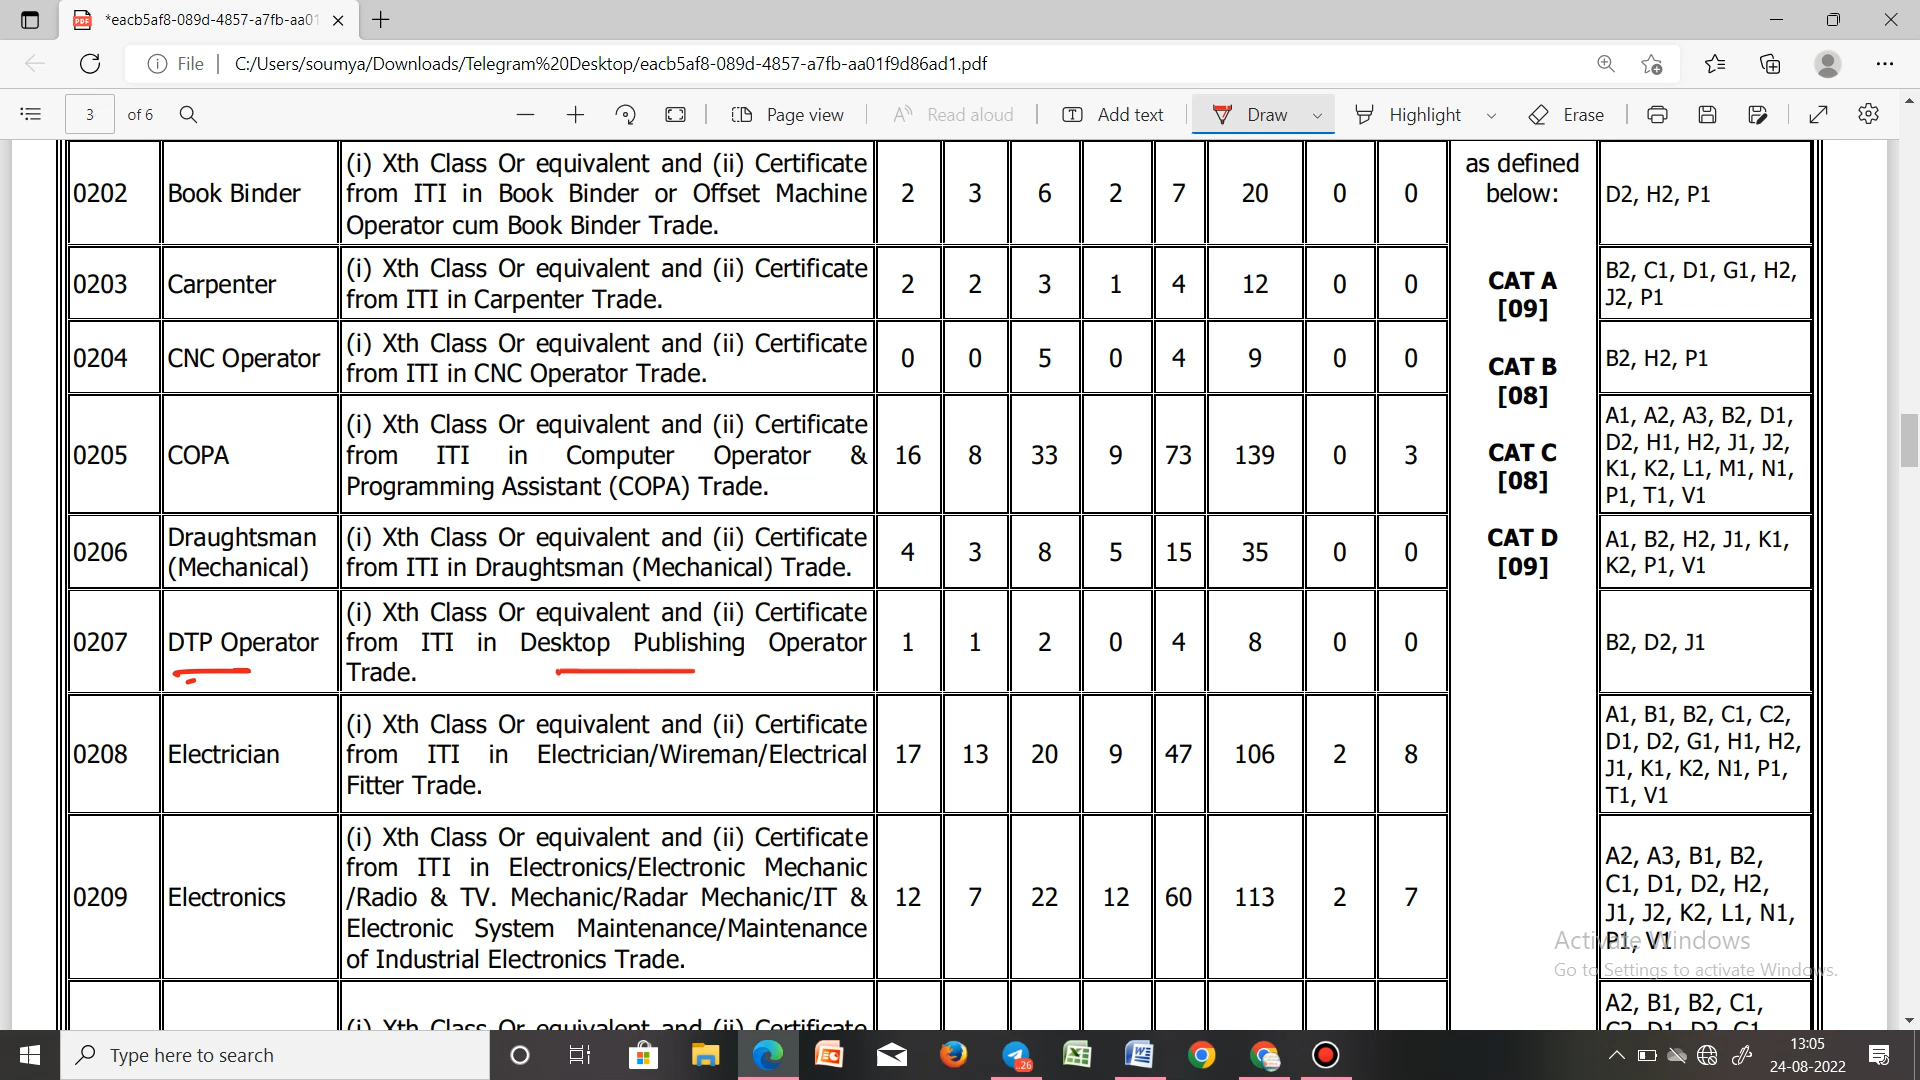 *eacb5af8-089d-4857-a7fb-aa01
File C:/Users/soumya/Downloads/Telegram%20Desktop/eacb5af8-089d-4857-a7fb-aa01f9d86ad1.pdf
3 of 6 Page view Read aloud Add text Draw Highlight Erase
0202 Book Binder (i) Xth Class Or equivalent and (ii) Certificate
from ITI in Book Binder or Offset Machine
Operator cum Book Binder Trade. 2 3 6 2 7 20 0 0 D2, H2, P1
as defined
below:
0203 Carpenter (i) Xth Class Or equivalent and (ii) Certificate
from ITI in Carpenter Trade. 2 2 3 1 4 12 0 0 B2, C1, D1, G1, H2,
J2, P1
CAT A
[09]
0204 CNC Operator (i) Xth Class Or equivalent and (ii) Certificate
from ITI in CNC Operator Trade. 0 0 5 0 4 9 0 0 B2, H2, P1
CAT B
[08]
0205 COPA (i) Xth Class Or equivalent and (ii) Certificate
from ITI in Computer Operator &
Programming Assistant (COPA) Trade. 16 8 33 9 73 139 0 3 A1, A2, A3, B2, D1,
D2, H1, H2, J1, J2,
K1, K2, L1, M1, N1,
P1, T1, V1
CAT C
[08]
0206 Draughtsman
(Mechanical) (i) Xth Class Or equivalent and (ii) Certificate
from ITI in Draughtsman (Mechanical) Trade. 4 3 8 5 15 35 0 0 A1, B2, H2, J1, K1,
K2, P1, V1
CAT D
[09]
0207 DTP Operator (i) Xth Class Or equivalent and (ii) Certificate
from ITI in Desktop Publishing Operator
Trade. 1 1 2 0 4 8 0 0 B2, D2, J1
0208 Electrician (i) Xth Class Or equivalent and (ii) Certificate
from ITI in Electrician/Wireman/Electrical
Fitter Trade. 17 13 20 9 47 106 2 8 A1, B1, B2, C1, C2,
D1, D2, G1, H1, H2,
J1, K1, K2, N1, P1,
T1, V1
0209 Electronics (i) Xth Class Or equivalent and (ii) Certificate
from ITI in Electronics/Electronic Mechanic
/Radio & TV. Mechanic/Radar Mechanic/IT &
Electronic System Maintenance/Maintenance
of Industrial Electronics Trade. 12 7 22 12 60 113 2 7 A2, A3, B1, B2,
C1, D1, D2, H2,
J1, J2, K2, L1, N1,
P1, V1
Activate Windows
Go to Settings to activate Windows.
(i) Xth Class Or equivalent and (ii) Certificate A2, B1, B2, C1,
C2, D1, D2, G1
Type here to search 26 13:05
24-08-2022